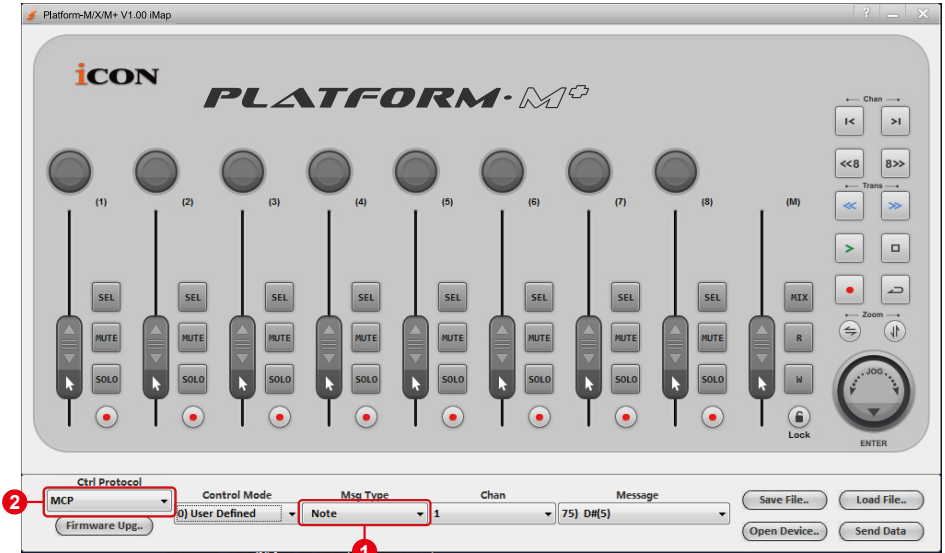 Platform-M/X/M+ V1.00 iMap
?
iCON
PLATFORM·M+
Chan
I< >I
<<8 8>>
Trans
<< >>
(1) (2) (3) (4) (5) (6) (7) (8) (M)
SEL SEL SEL SEL SEL SEL SEL SEL MIX
Zoom
MUTE MUTE MUTE MUTE MUTE MUTE MUTE MUTE R
SOLO SOLO SOLO SOLO SOLO SOLO SOLO SOLO W
JOG
Lock
ENTER
Ctrl Protocol
Control Mode Msg Type Chan Message
2 MCP
0) User Defined Note 1 75) D#(5)
Save File.. Load File..
Firmware Upg..
Open Device.. Send Data
1